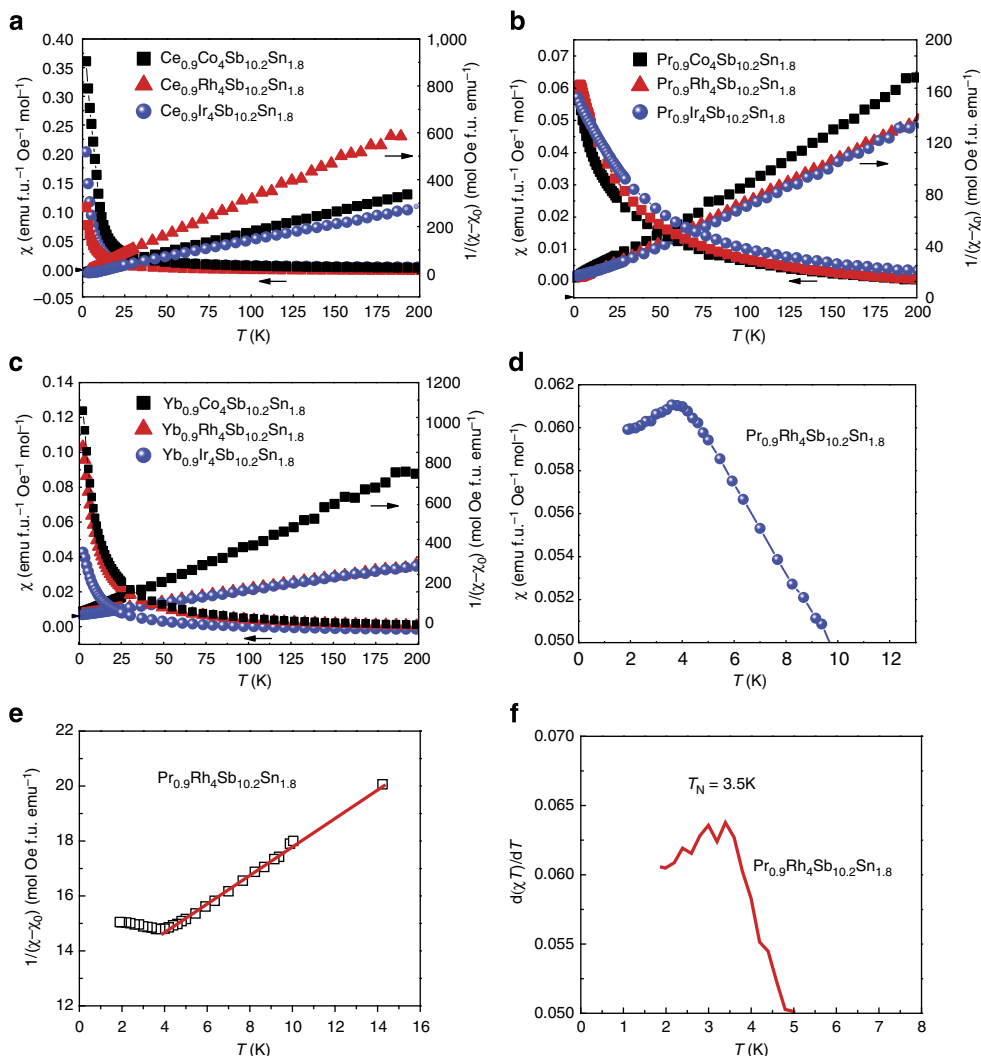 a
χ (emu f.u.⁻¹ Oe⁻¹ mol⁻¹)
0.40
0.35
0.30
0.25
0.20
0.15
0.10
0.05
0.00
–0.05
Ce0.9Co4Sb10.2Sn1.8
Ce0.9Rh4Sb10.2Sn1.8
Ce0.9Ir4Sb10.2Sn1.8
1,000
800
600
400
200
0
1/(χ–χ0) (mol Oe f.u. emu⁻¹)
0 25 50 75 100 125 150 175 200
T (K)
b
χ (emu f.u.⁻¹ Oe⁻¹ mol⁻¹)
0.07
0.06
0.05
0.04
0.03
0.02
0.01
0.00
Pr0.9Co4Sb10.2Sn1.8
Pr0.9Rh4Sb10.2Sn1.8
Pr0.9Ir4Sb10.2Sn1.8
200
160
120
80
40
0
1/(χ–χ0) (mol Oe f.u. emu⁻¹)
0 25 50 75 100 125 150 175 200
T (K)
c
χ (emu f.u.⁻¹ Oe⁻¹ mol⁻¹)
0.14
0.12
0.10
0.08
0.06
0.04
0.02
0.00
Yb0.9Co4Sb10.2Sn1.8
Yb0.9Rh4Sb10.2Sn1.8
Yb0.9Ir4Sb10.2Sn1.8
1200
1000
800
600
400
200
0
1/(χ–χ0) (mol Oe f.u. emu⁻¹)
0 25 50 75 100 125 150 175 200
T (K)
d
χ (emu f.u.⁻¹ Oe⁻¹ mol⁻¹)
0.062
0.060
0.058
0.056
0.054
0.052
0.050
Pr0.9Rh4Sb10.2Sn1.8
0 2 4 6 8 10 12
T (K)
e
1/(χ–χ0) (mol Oe f.u. emu⁻¹)
22
20
18
16
14
12
Pr0.9Rh4Sb10.2Sn1.8
0 2 4 6 8 10 12 14 16
T (K)
f
d(χT)/dT
0.070
0.065
0.060
0.055
0.050
TN = 3.5K
Pr0.9Rh4Sb10.2Sn1.8
0 1 2 3 4 5 6 7 8
T (K)